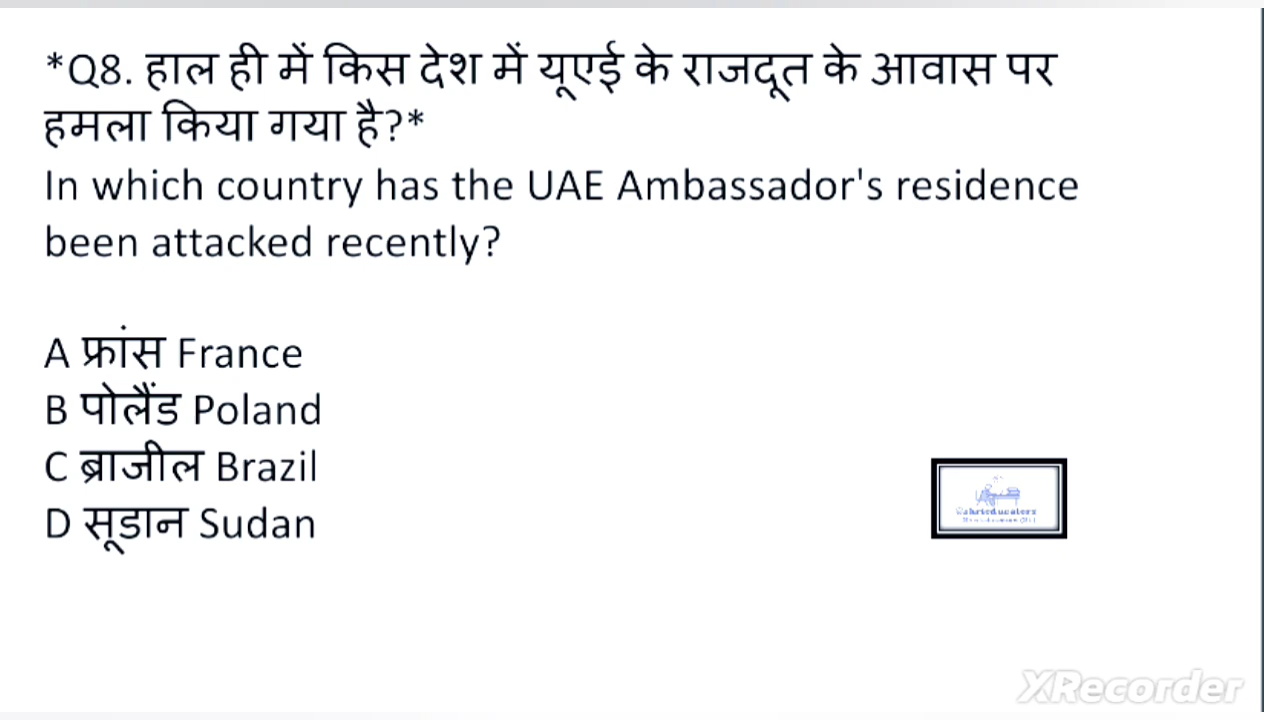 *Q8. हाल ही में किस देश में यूएई के राजदूत के आवास पर
हमला किया गया है?*
In which country has the UAE Ambassador's residence
been attacked recently?
A फ्रांस France
B पोलैंड Poland
C ब्राजील Brazil
D सूडान Sudan
XRecorder